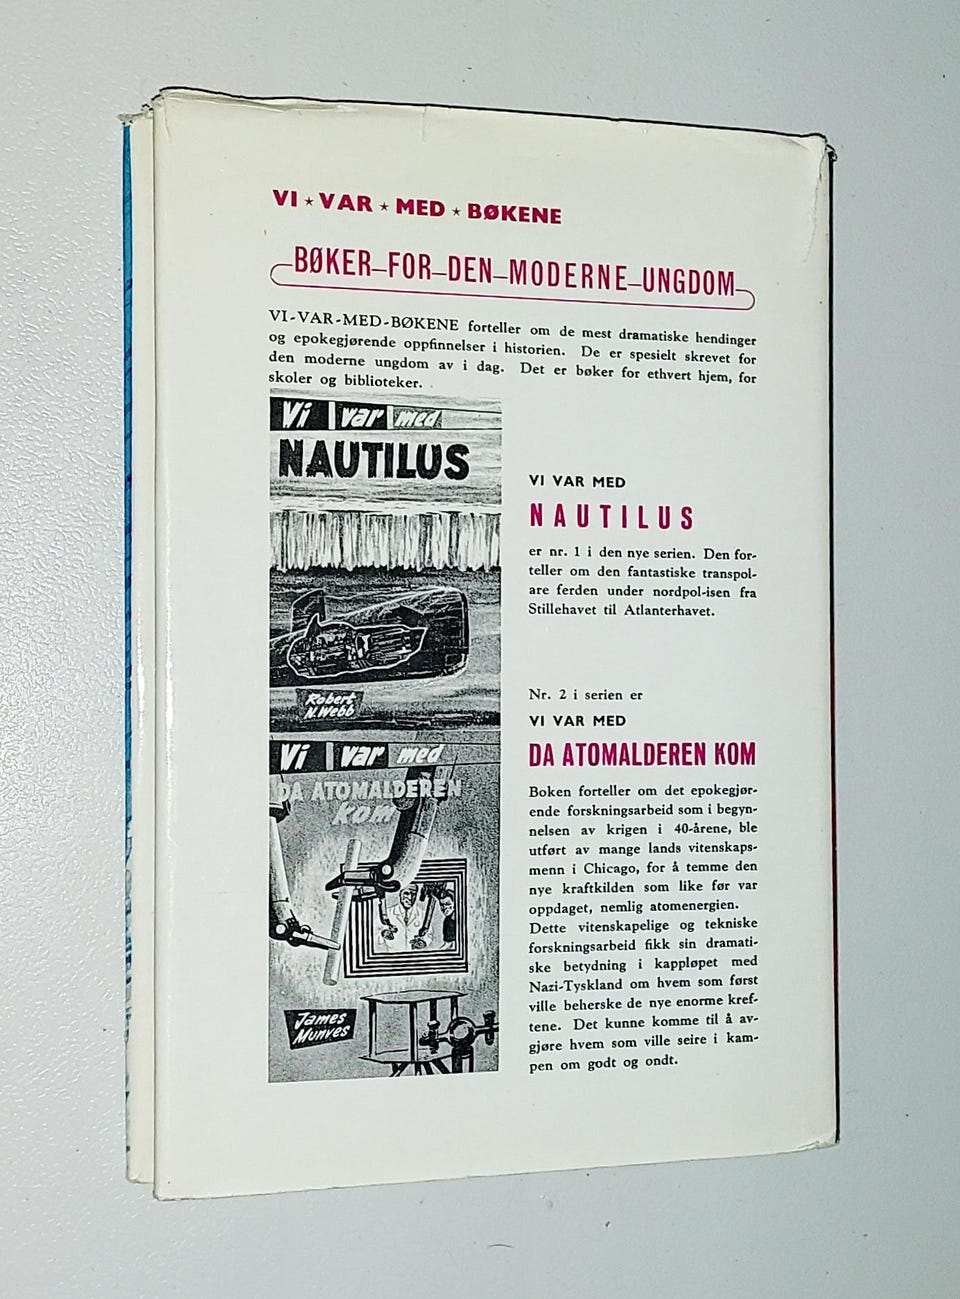 VI ★ VAR ★ MED ★ BØKENE
BØKER-FOR-DEN-MODERNE-UNGDOM
VI-VAR-MED-BØKENE forteller om de mest dramatiske hendinger
og epokegjørende oppfinnelser i historien. De er spesielt skrevet for
den moderne ungdom av i dag. Det er bøker for ethvert hjem, for
skoler og biblioteker.
Vi var med
NAUTILUS
Robert
N. Webb
VI VAR MED
NAUTILUS
er nr. 1 i den nye serien. Den for-
teller om den fantastiske transpol-
are ferden under nordpol-isen fra
Stillehavet til Atlanterhavet.
Vi var med
DA ATOMALDEREN
kom
James
Munves
Nr. 2 i serien er
VI VAR MED
DA ATOMALDEREN KOM
Boken forteller om det epokegjør-
ende forskningsarbeid som i begyn-
nelsen av krigen i 40-årene, ble
utført av mange lands vitenskaps-
menn i Chicago, for å temme den
nye kraftkilden som like før var
oppdaget, nemlig atomenergien.
Dette vitenskapelige og tekniske
forskningsarbeid fikk sin dramati-
ske betydning i kappløpet med
Nazi-Tyskland om hvem som først
ville beherske de nye enorme kref-
tene. Det kunne komme til å av-
gjøre hvem som ville seire i kam-
pen om godt og ondt.